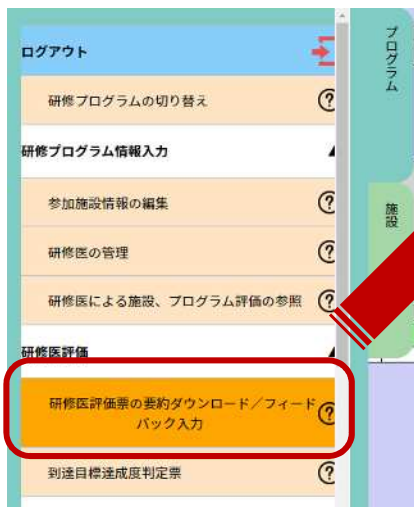 ログアウト
研修プログラムの切り替え
研修プログラム情報入力
参加施設情報の編集
研修医の管理
研修医による施設、プログラム評価の参照
研修医評価
研修医評価票の要約ダウンロード／フィード
バック入力
到達目標達成度判定票
プログラム
施設